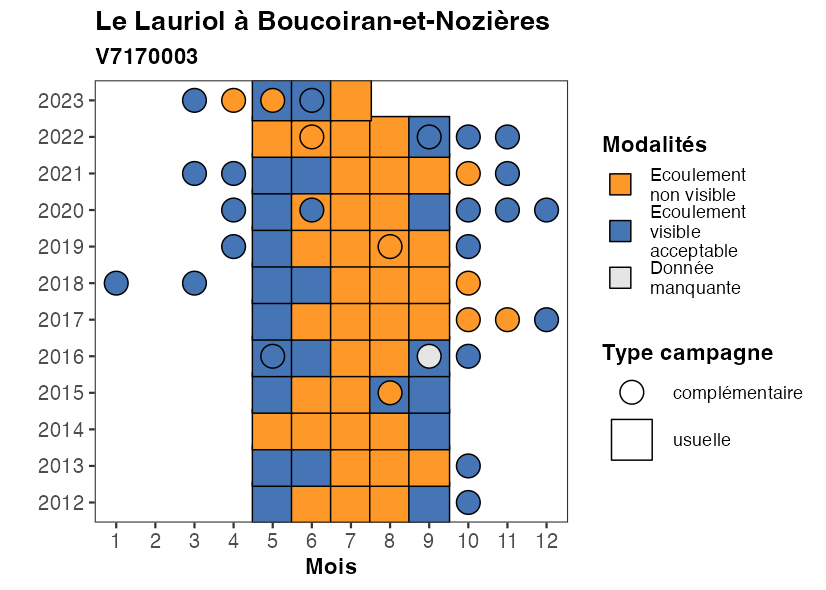 Le Lauriol à Boucoiran-et-Nozières
V7170003
2023
2022
2021
2020
2019
2018
2017
2016
2015
2014
2013
2012
1 2 3 4 5 6 7 8 9 10 11 12
Mois
Modalités
Ecoulement
non visible
Ecoulement
visible
acceptable
Donnée
manquante
Type campagne
complémentaire
usuelle